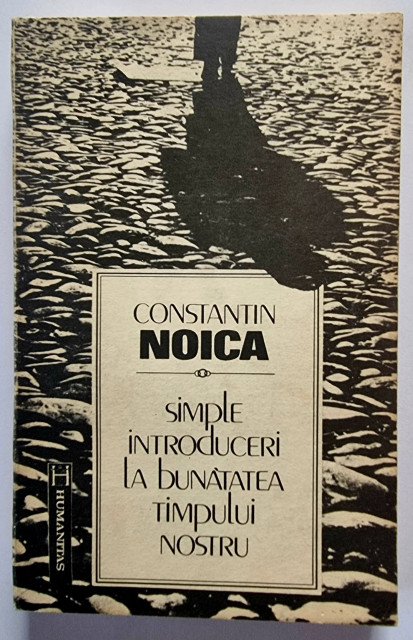 CONSTANTIN
NOICA
simple
introduceri
la bunătatea
timpului
nostru
HUMANITAS